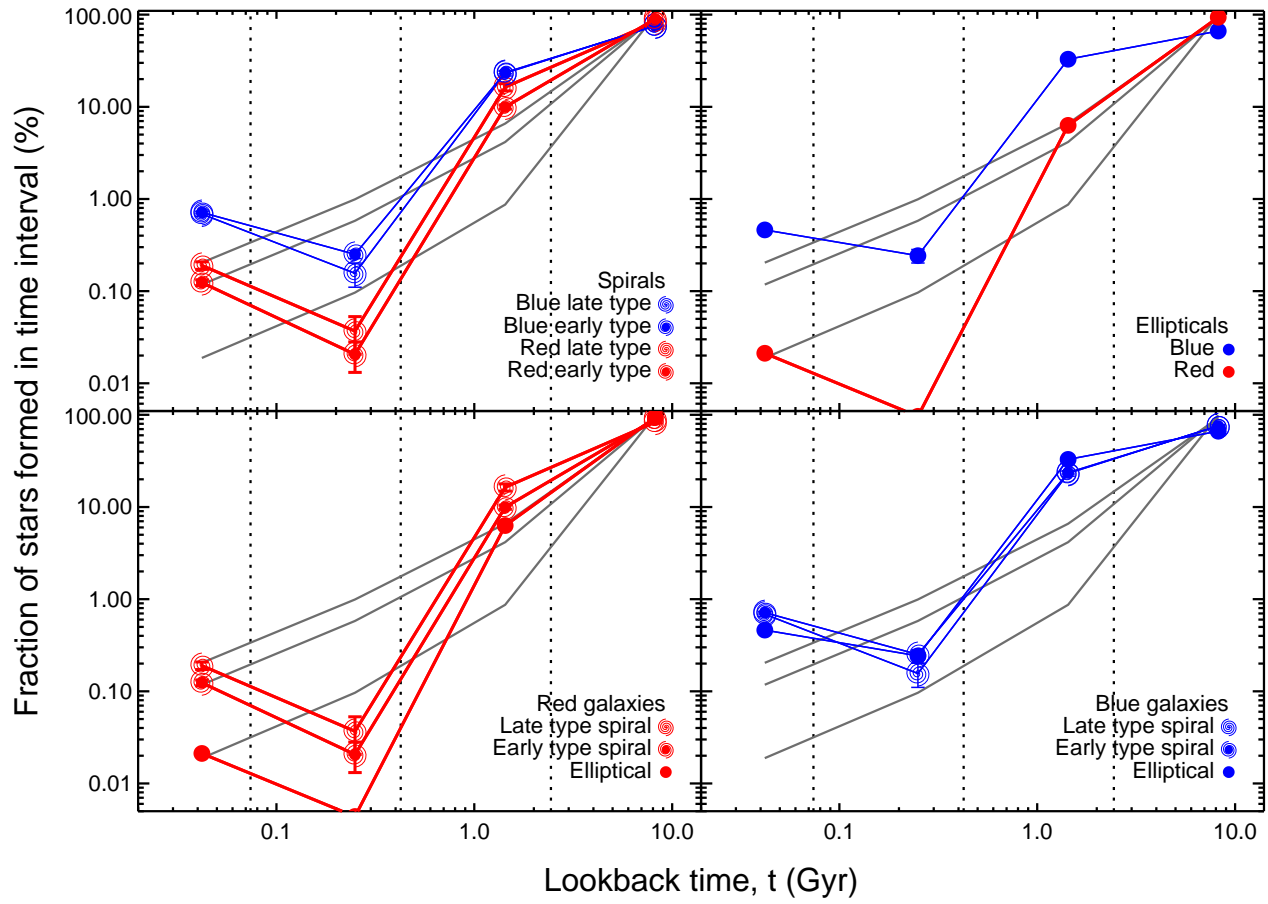 Fraction of stars formed in time interval (%)
100.00
10.00
1.00
0.10
0.01
Spirals
Blue late type
Blue early type
Red late type
Red early type
Ellipticals
Blue
Red
100.00
10.00
1.00
0.10
0.01
Red galaxies
Late type spiral
Early type spiral
Elliptical
Blue galaxies
Late type spiral
Early type spiral
Elliptical
0.1 1.0 10.0
0.1 1.0 10.0
Lookback time, t (Gyr)